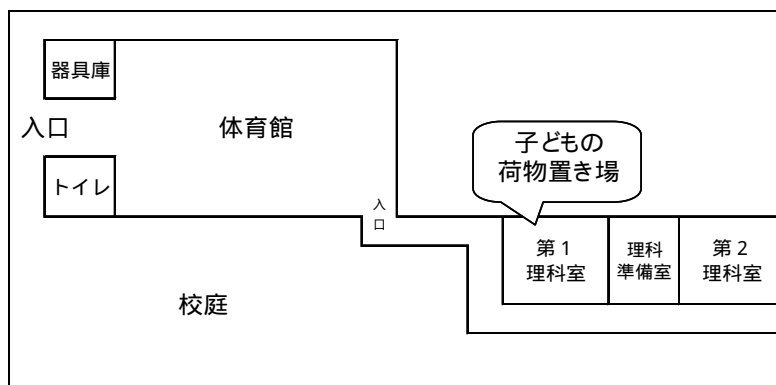 器具庫
入口
体育館
トイレ
子どもの
荷物置き場
入
口
第1
理科室
理科
準備室
第2
理科室
校庭